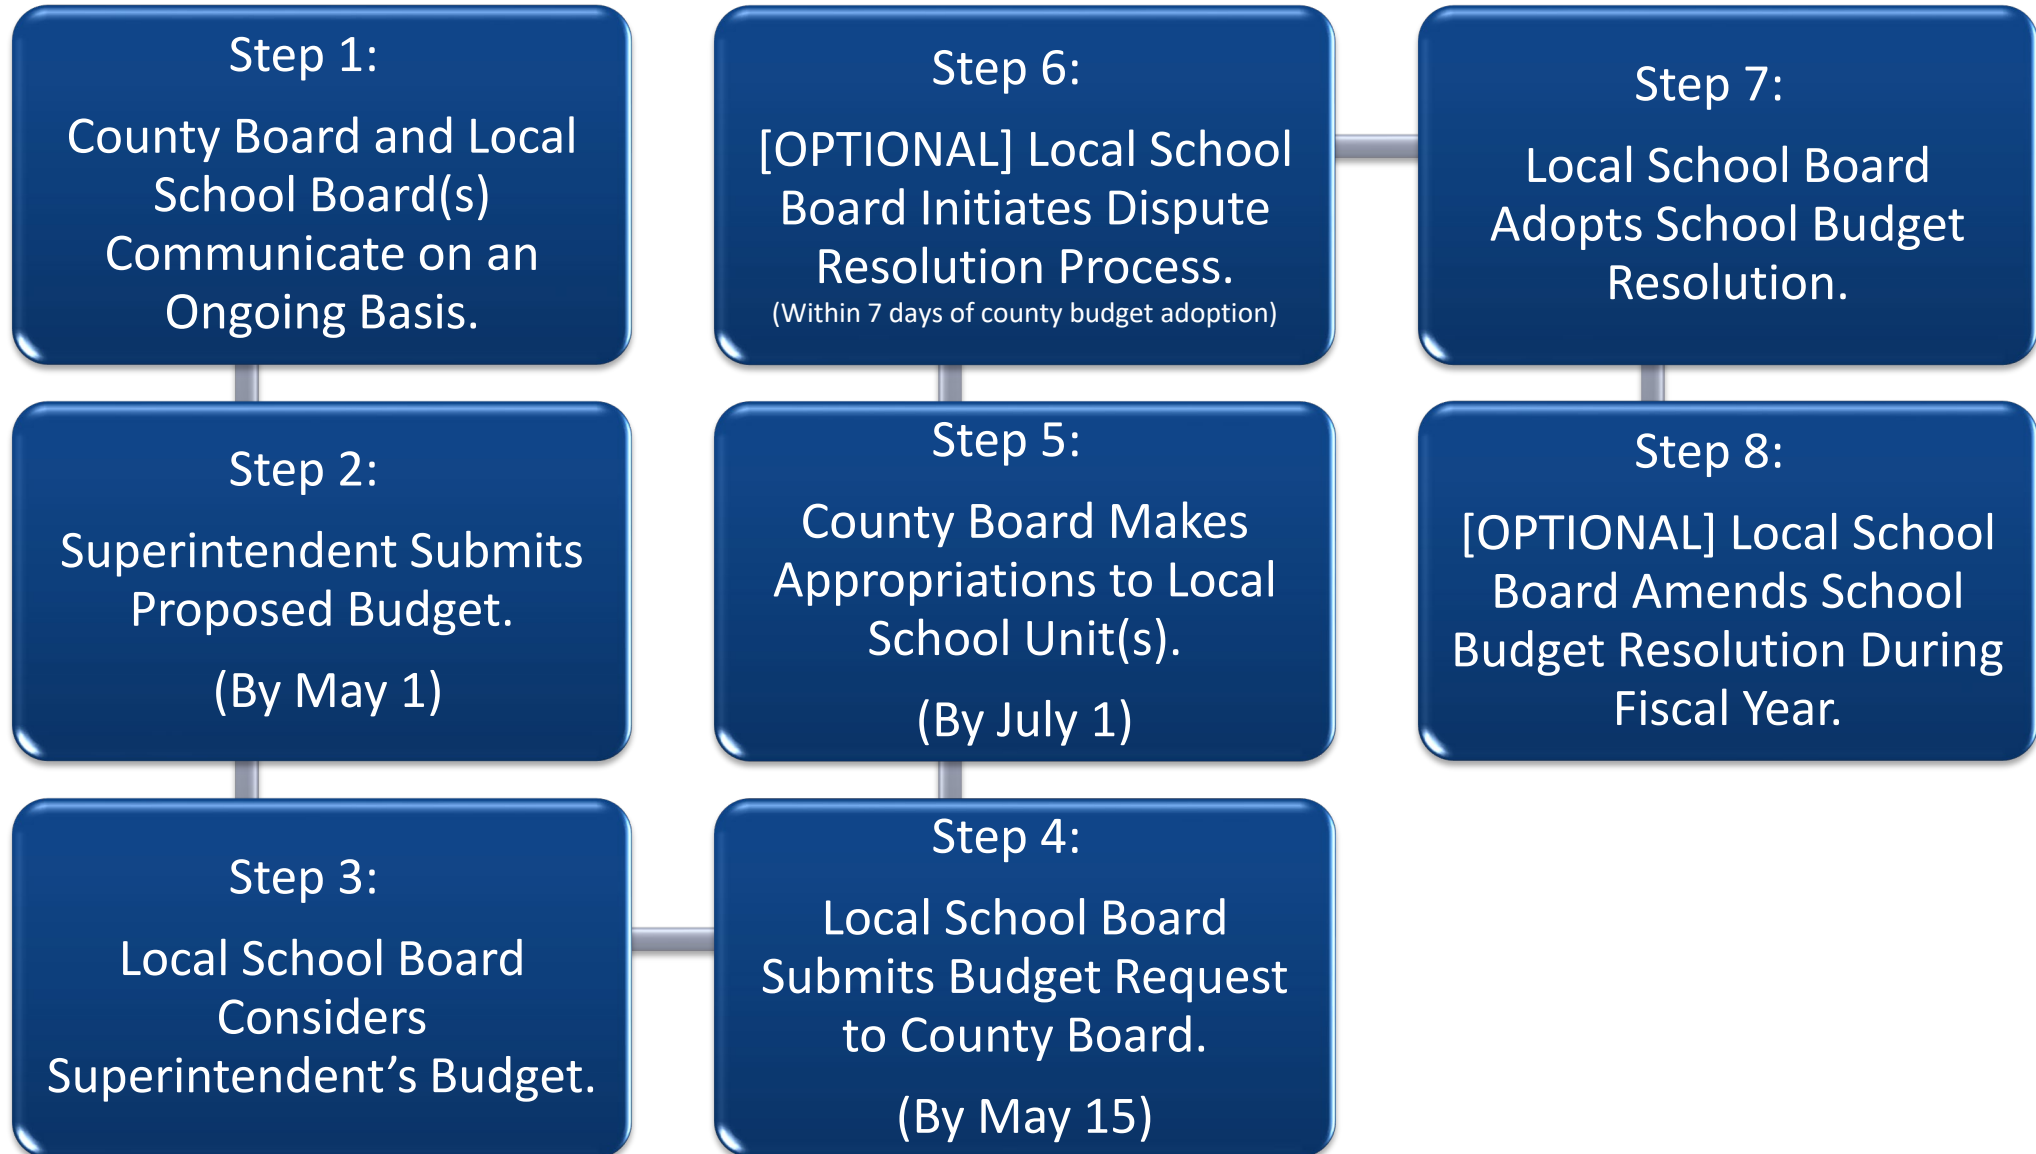 Step 1:
County Board and Local
School Board(s)
Communicate on an
Ongoing Basis.
Step 2:
Superintendent Submits
Proposed Budget.
(By May 1)
Step 3:
Local School Board
Considers
Superintendent’s Budget.
Step 4:
Local School Board
Submits Budget Request
to County Board.
(By May 15)
Step 5:
County Board Makes
Appropriations to Local
School Unit(s).
(By July 1)
Step 6:
[OPTIONAL] Local School
Board Initiates Dispute
Resolution Process.
(Within 7 days of county budget adoption)
Step 7:
Local School Board
Adopts School Budget
Resolution.
Step 8:
[OPTIONAL] Local School
Board Amends School
Budget Resolution During
Fiscal Year.